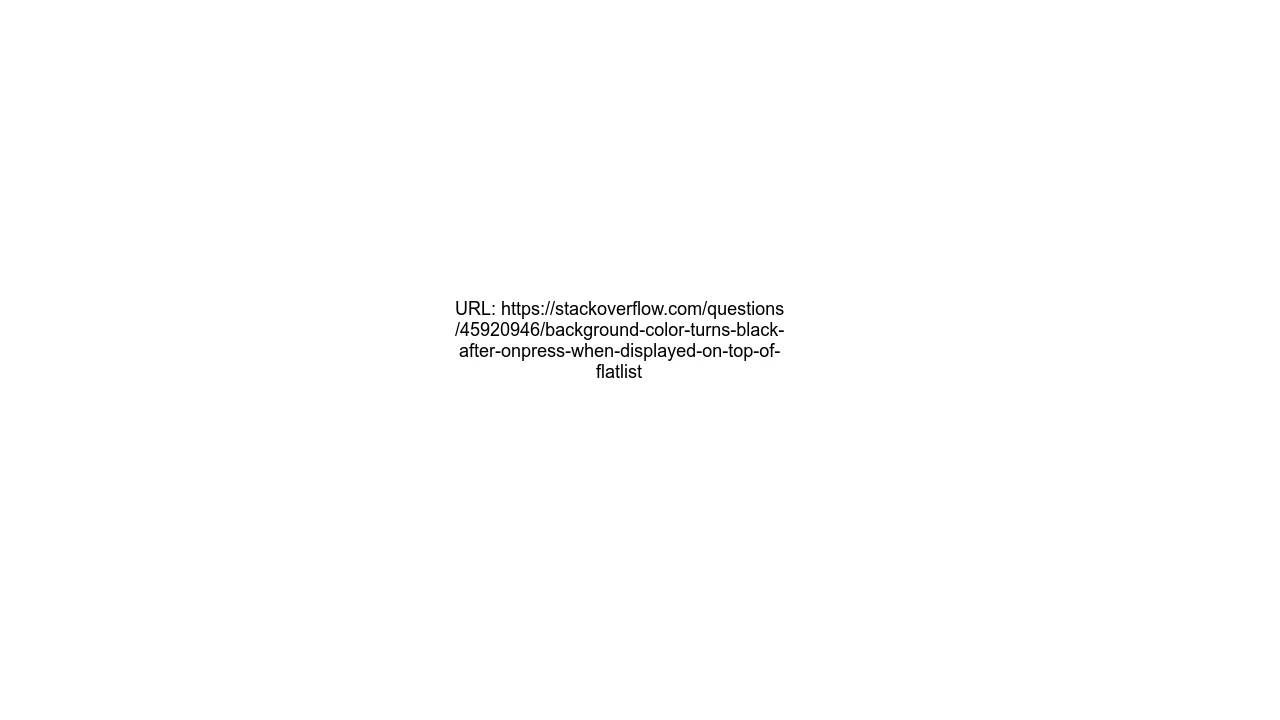 URL: https://stackoverflow.com/questions
/45920946/background-color-turns-black-
after-onpress-when-displayed-on-top-of-
flatlist